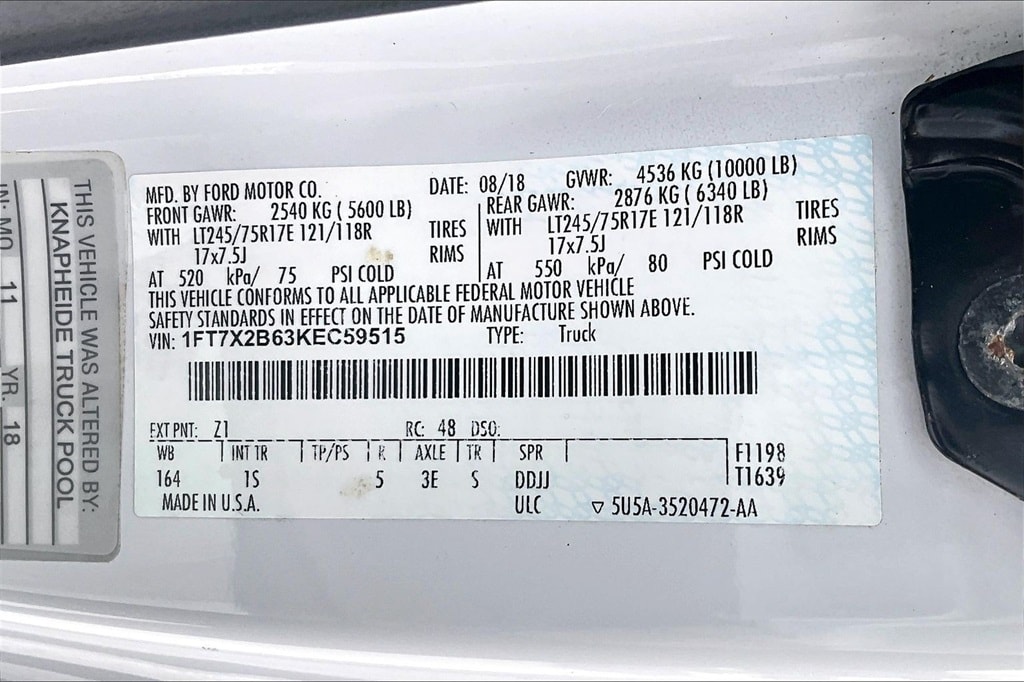 MFD. BY FORD MOTOR CO. DATE: 08/18 GVWR: 4536 KG (10000 LB)
FRONT GAWR: 2540 KG ( 5600 LB) REAR GAWR: 2876 KG ( 6340 LB)
WITH LT245/75R17E 121/118R TIRES WITH LT245/75R17E 121/118R TIRES
17x7.5J RIMS 17x7.5J RIMS
AT 520 kPa/ 75 PSI COLD AT 550 kPa/ 80 PSI COLD
THIS VEHICLE CONFORMS TO ALL APPLICABLE FEDERAL MOTOR VEHICLE
SAFETY STANDARDS IN EFFECT ON THE DATE OF MANUFACTURE SHOWN ABOVE.
VIN: 1FT7X2B63KEC59515 TYPE: Truck
EXT PNT: Z1 RC: 48 DSO:
WB INT TR TP/PS R AXLE TR SPR F1198
164 1S 5 3E S DDJJ T1639
MADE IN U.S.A. ULC ▽ 5U5A-3520472-AA
THIS VEHICLE WAS ALTERED BY:
KNAPHEIDE TRUCK POOL
IN: MO 11 YR. 18